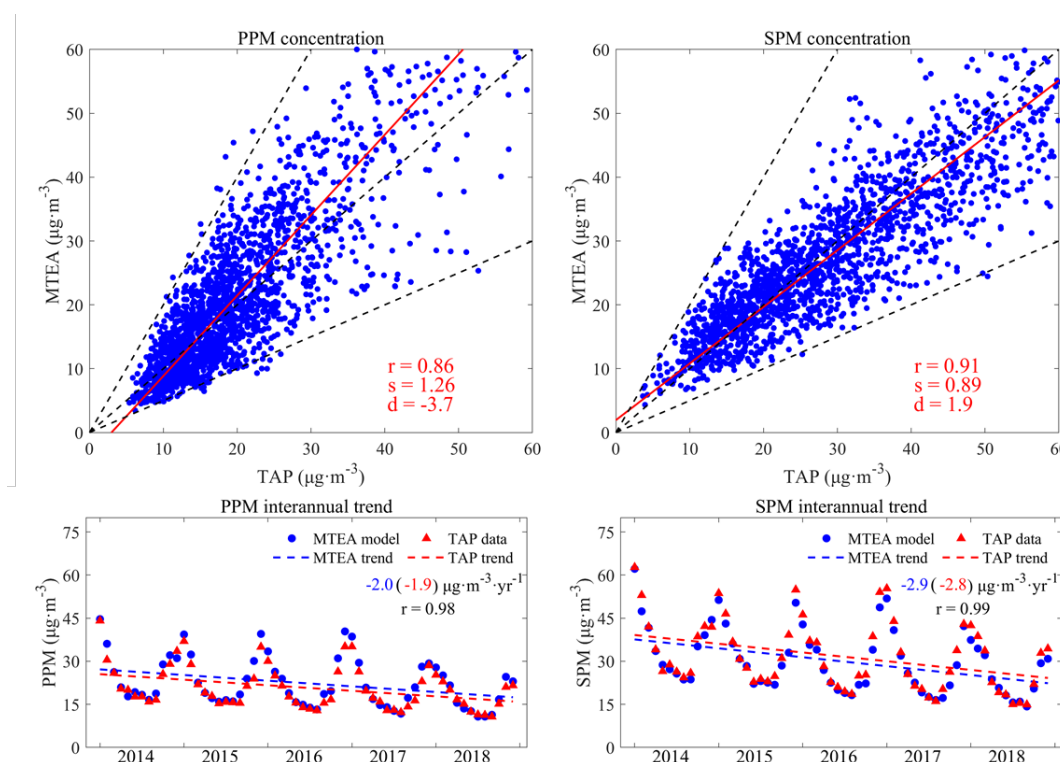 PPM concentration
60
50
40
30
20
10
0
MTEA (μg·m-3)
r = 0.86
s = 1.26
d = -3.7
0 10 20 30 40 50 60
TAP (μg·m-3)
SPM concentration
60
50
40
30
20
10
0
MTEA (μg·m-3)
r = 0.91
s = 0.89
d = 1.9
0 10 20 30 40 50 60
TAP (μg·m-3)
PPM interannual trend
75
60
45
30
15
0
PPM (μg·m-3)
MTEA model TAP data
MTEA trend TAP trend
-2.0 (-1.9) μg·m-3·yr-1
r = 0.98
2014 2015 2016 2017 2018
SPM interannual trend
75
60
45
30
15
0
SPM (μg·m-3)
MTEA model TAP data
MTEA trend TAP trend
-2.9 (-2.8) μg·m-3·yr-1
r = 0.99
2014 2015 2016 2017 2018